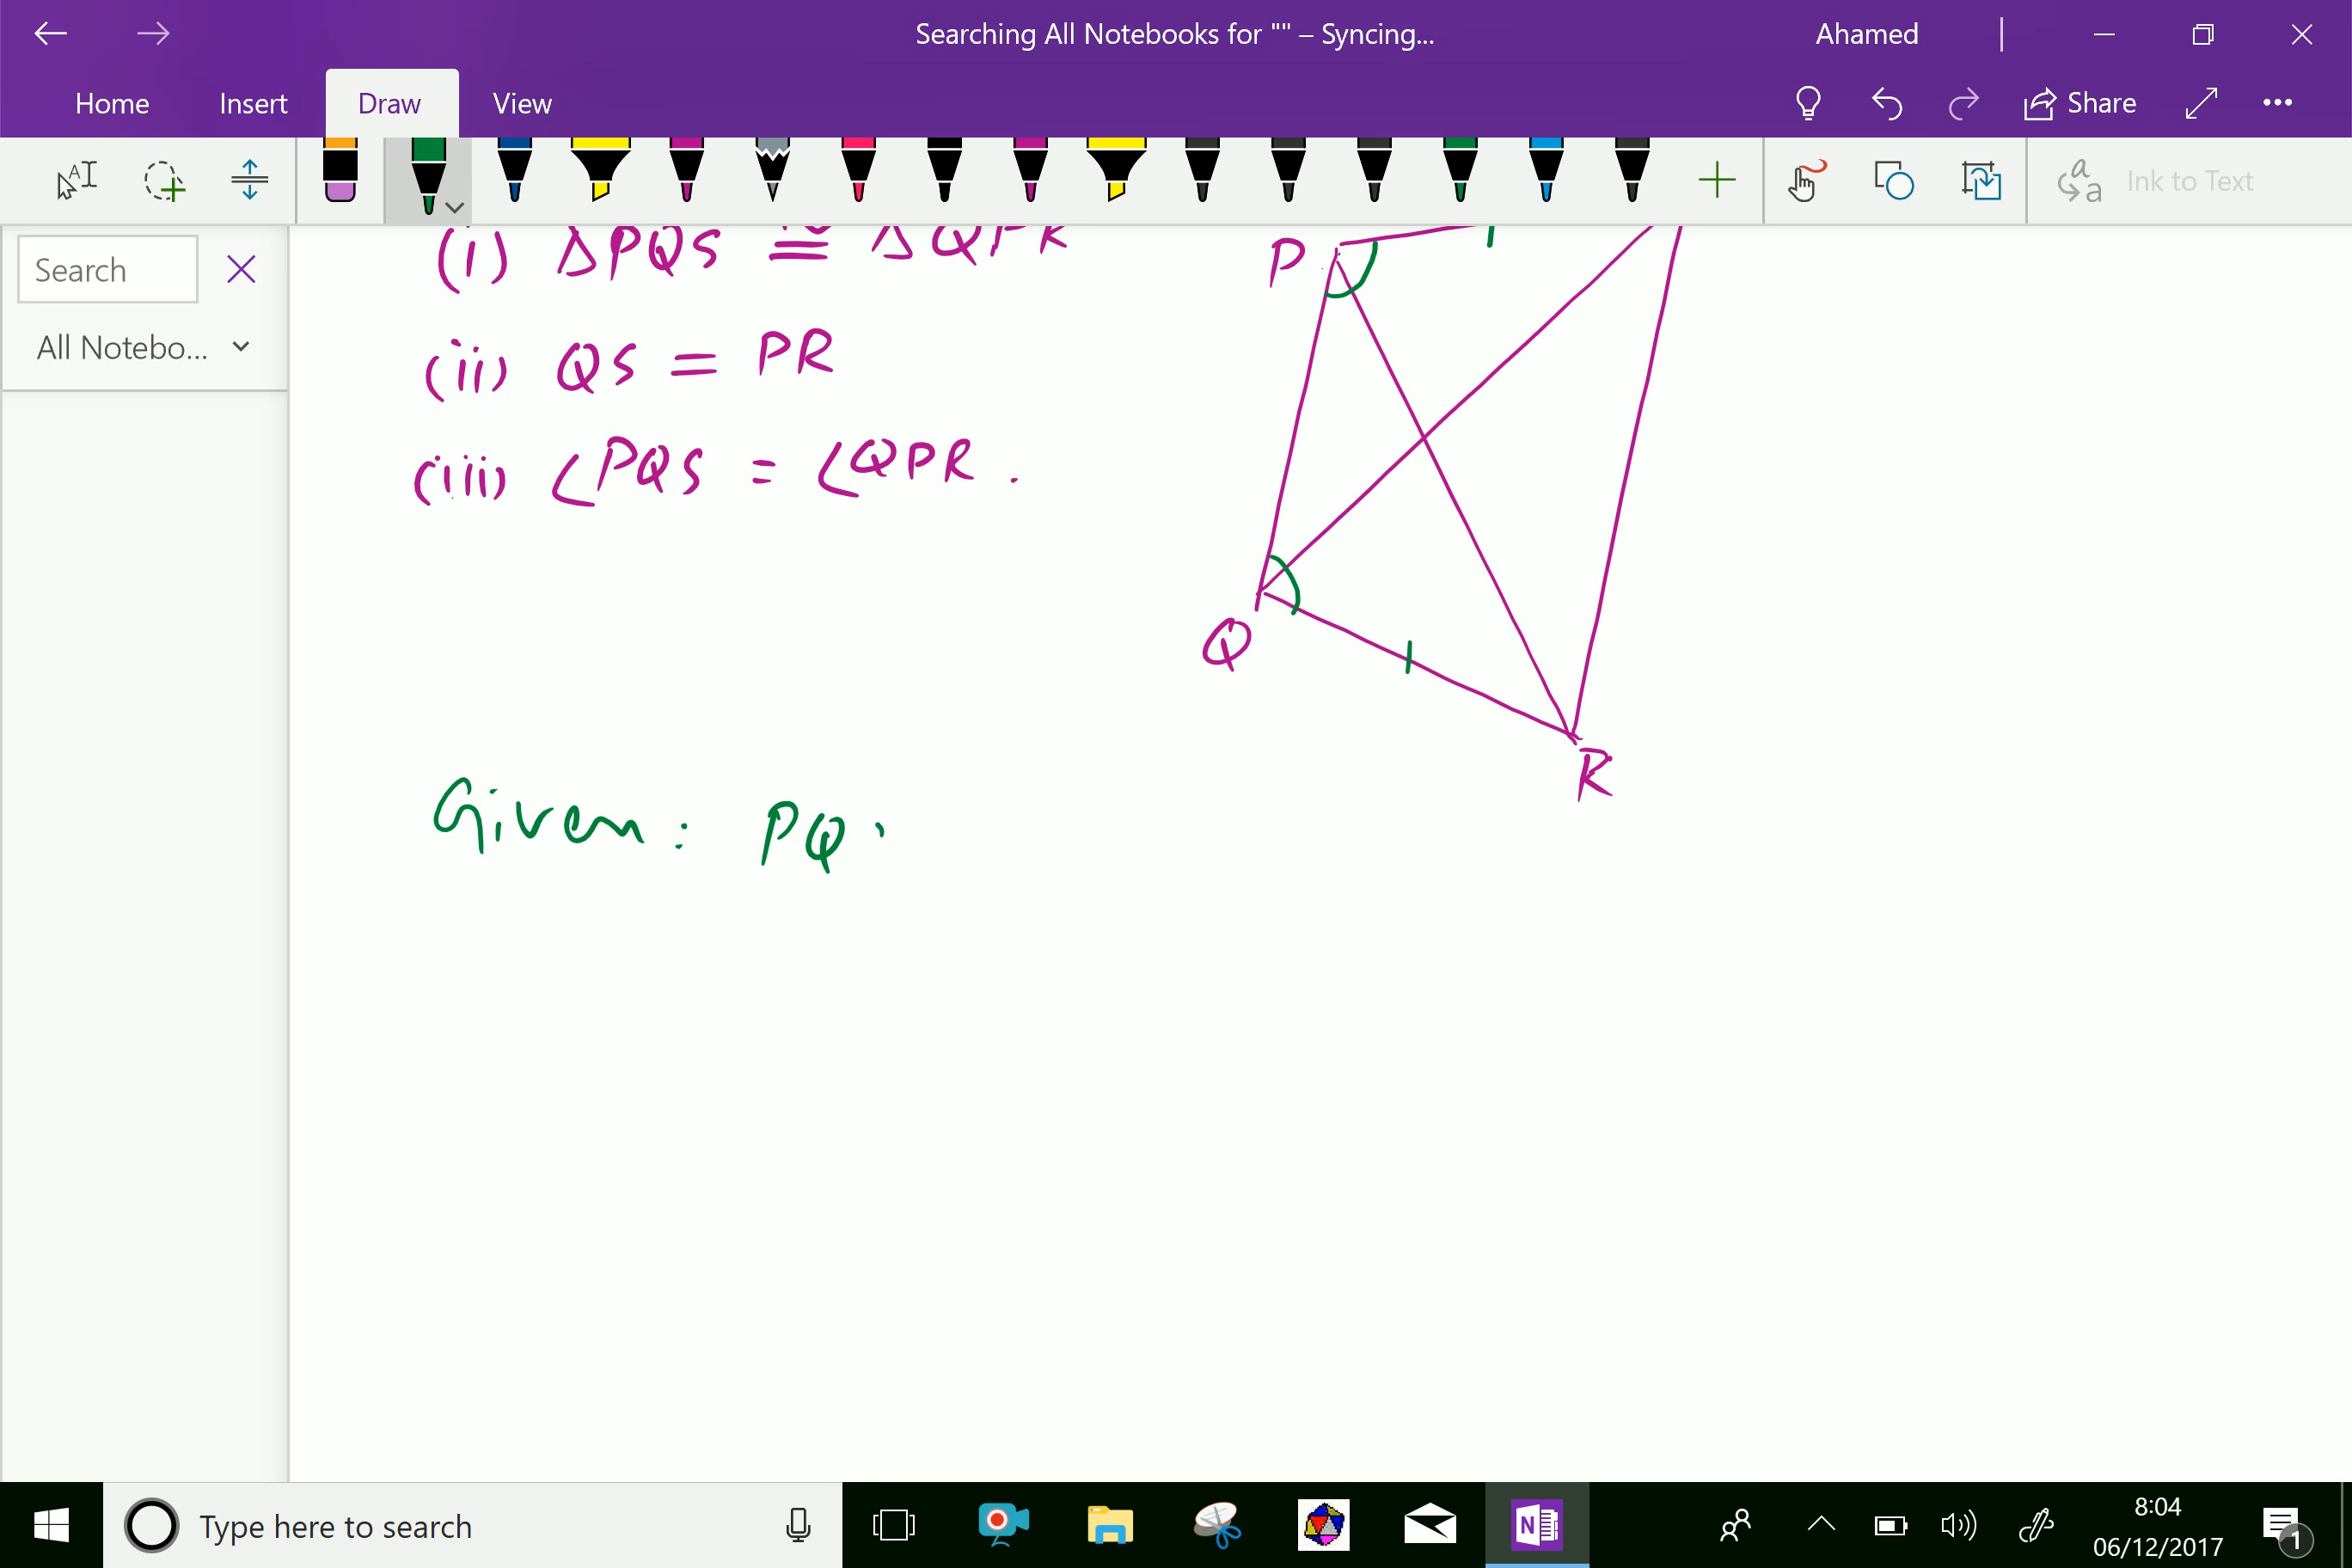 Searching All Notebooks for "" – Syncing...
Ahamed
Home Insert Draw View
Share
Ink to Text
Search
All Notebo...
(i) ΔPQS ≅ ΔQPR
(ii) QS = PR
(iii) ∠PQS = ∠QPR .
P
Q
R
Given : PQ
Type here to search
N
8:04
06/12/2017
1